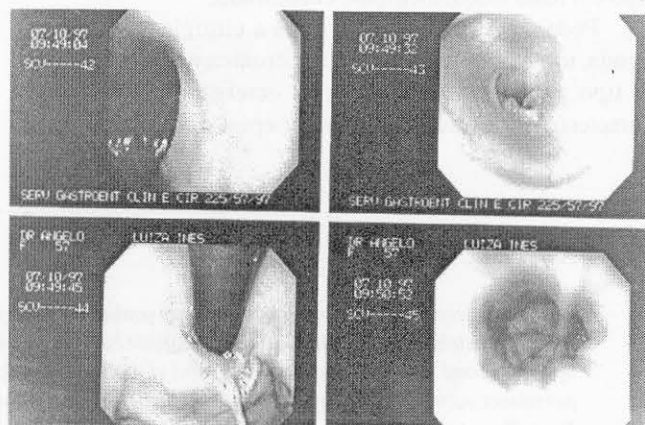 07/10/97
09:49:04
SCV-----42
07/10/97
09:49:32
SCV-----43
SERV GASTROENT CLIN E CIR 225/57/97
SERV GASTROENT CLIN E CIR 225/57/97
DR ANGELO
F 57
LUIZA INES
07/10/97
09:49:45
SCV-----44
DR ANGELO
F 57
LUIZA INES
07/10/97
09:50:52
SCV-----45